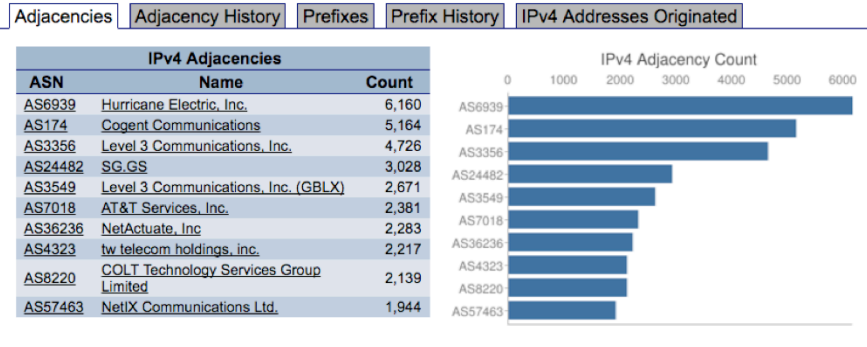 Adjacencies Adjacency History Prefixes Prefix History IPv4 Addresses Originated
IPv4 Adjacencies
ASN Name Count
AS6939 Hurricane Electric, Inc. 6,160
AS174 Cogent Communications 5,164
AS3356 Level 3 Communications, Inc. 4,726
AS24482 SG.GS 3,028
AS3549 Level 3 Communications, Inc. (GBLX) 2,671
AS7018 AT&T Services, Inc. 2,381
AS36236 NetActuate, Inc 2,283
AS4323 tw telecom holdings, inc. 2,217
AS8220 COLT Technology Services Group
Limited 2,139
AS57463 NetIX Communications Ltd. 1,944
IPv4 Adjacency Count
0 1000 2000 3000 4000 5000 6000
AS6939
AS174
AS3356
AS24482
AS3549
AS7018
AS36236
AS4323
AS8220
AS57463